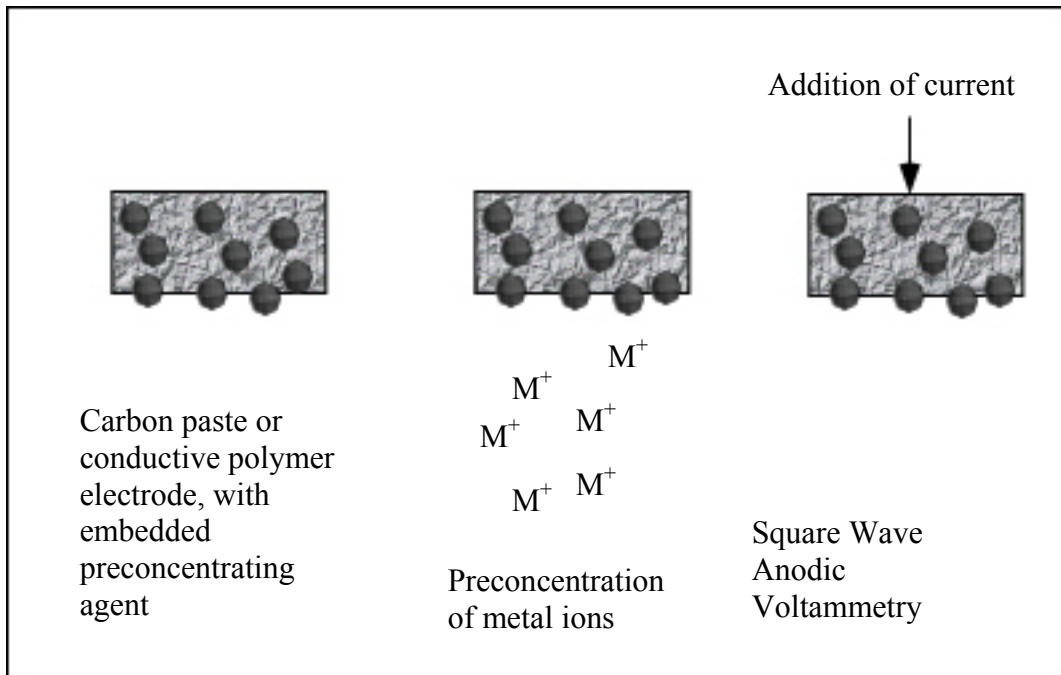 Addition of current
M⁺
M⁺
M⁺
M⁺
M⁺
M⁺
Carbon paste or
conductive polymer
electrode, with
embedded
preconcentrating
agent
Preconcentration
of metal ions
Square Wave
Anodic
Voltammetry